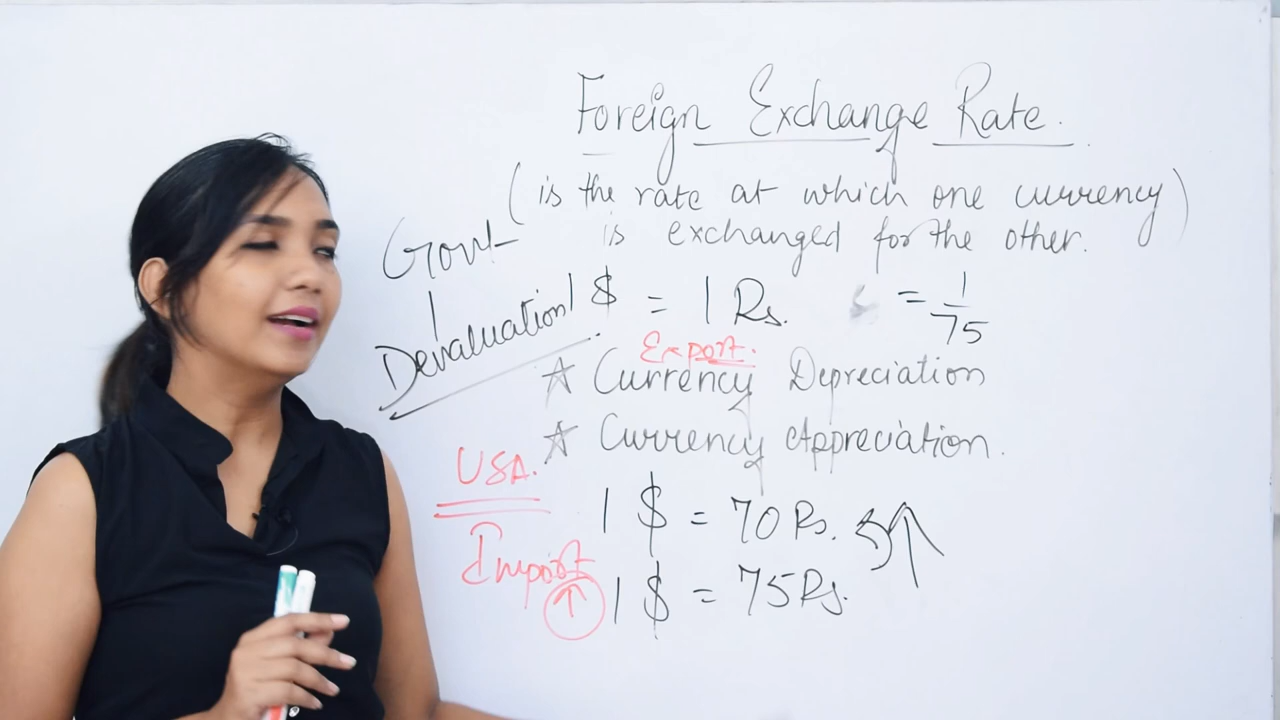 Foreign Exchange Rate.
(is the rate at which one currency)
is exchanged for the other.
Govt
Devaluation
1 $ = 1 Rs. = 1/75
Export.
☆ Currency Depreciation
☆ Currency Appreciation.
USA.
Import ↑
1 $ = 70 Rs. ↑
1 $ = 75 Rs.